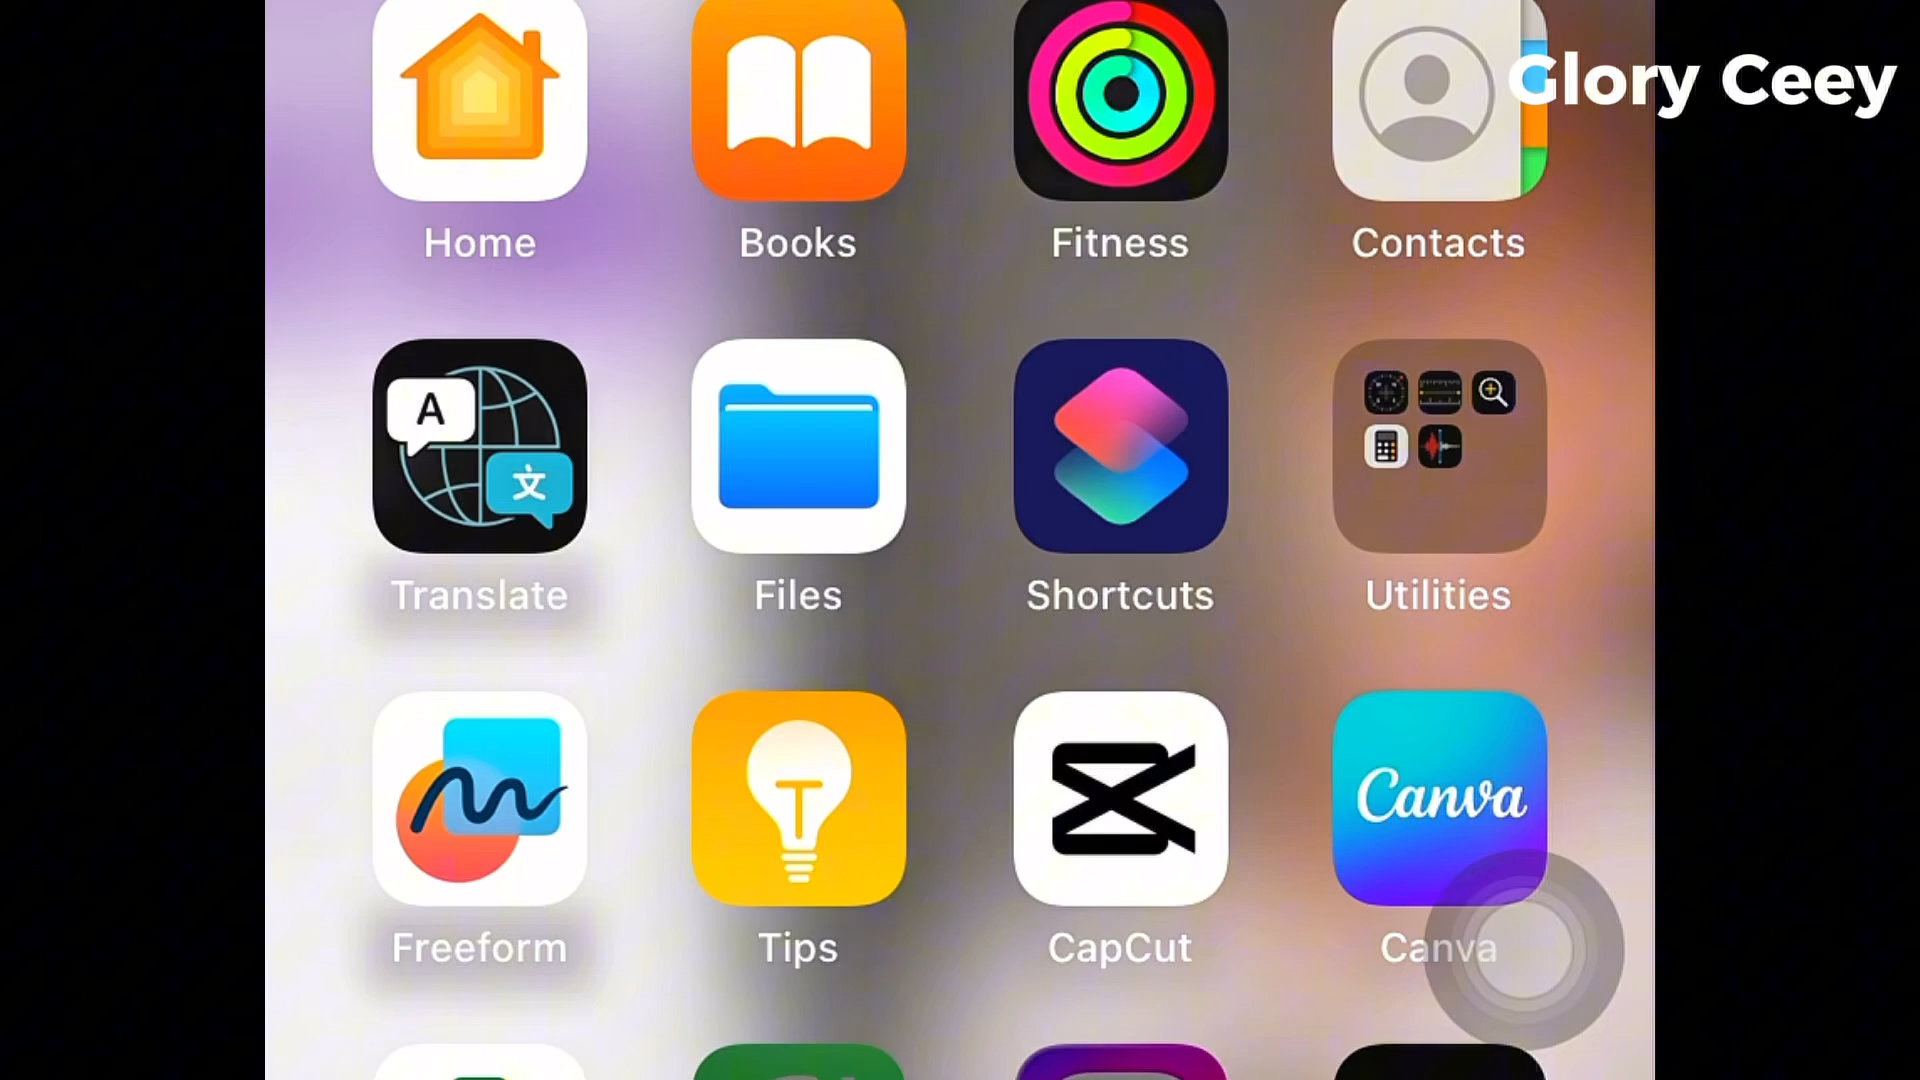 Glory Ceey
Home Books Fitness Contacts
A
文
Translate Files Shortcuts Utilities
Canva
Freeform Tips CapCut Canva